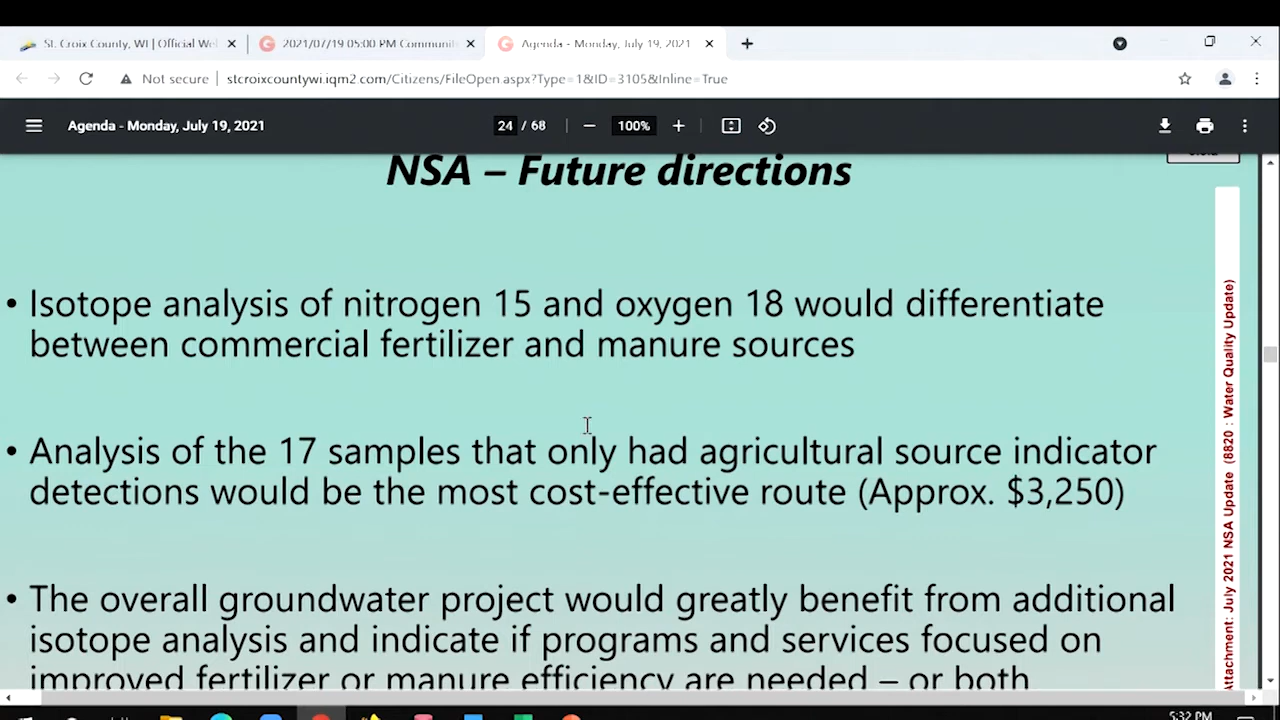 St. Croix County, WI | Official Wel
2021/07/19 05:00 PM Communit
Agenda - Monday, July 19, 2021
Not secure
stcroixcountywi.iqm2.com/Citizens/FileOpen.aspx?Type=1&ID=3105&Inline=True
Agenda - Monday, July 19, 2021
24 / 68
100%
NSA – Future directions
• Isotope analysis of nitrogen 15 and oxygen 18 would differentiate
between commercial fertilizer and manure sources
• Analysis of the 17 samples that only had agricultural source indicator
detections would be the most cost-effective route (Approx. $3,250)
• The overall groundwater project would greatly benefit from additional
isotope analysis and indicate if programs and services focused on
improved fertilizer or manure efficiency are needed – or both
Attachment: July 2021 NSA Update (6820 : Water Quality Update)
5:32 PM